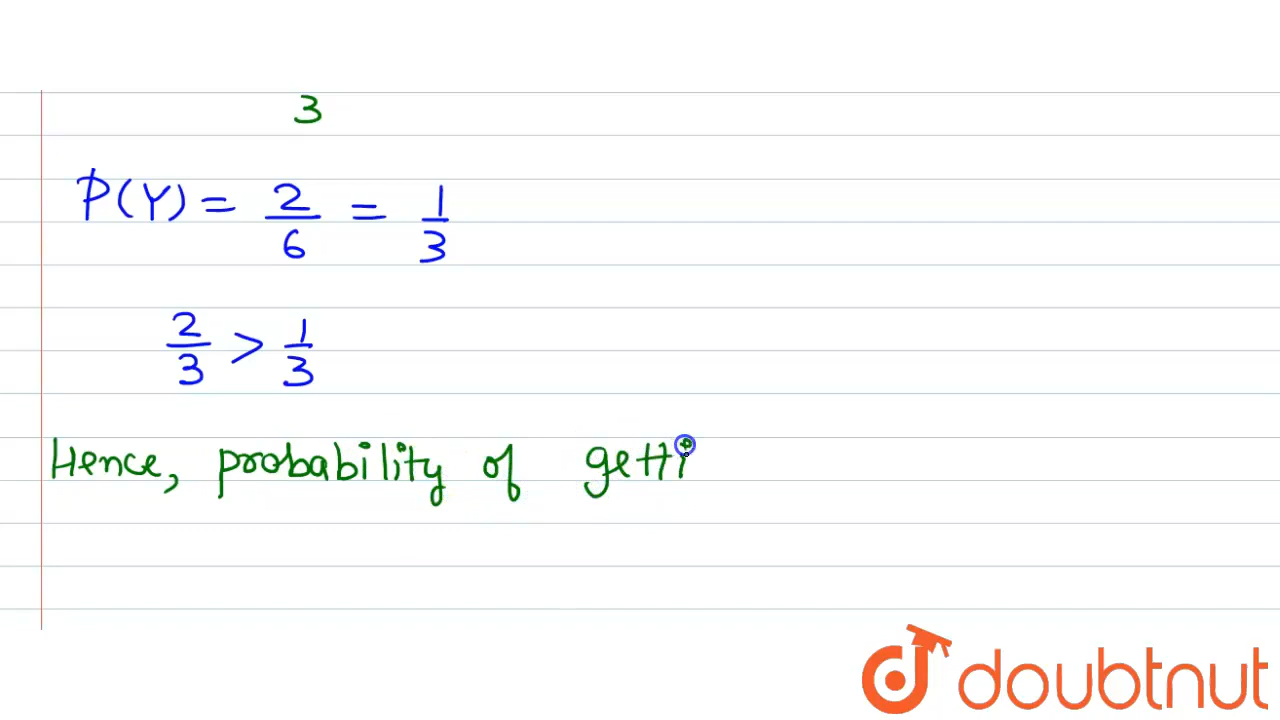 3
P(Y) = 2/6 = 1/3
2/3 > 1/3
Hence, probability of getti
doubtnut